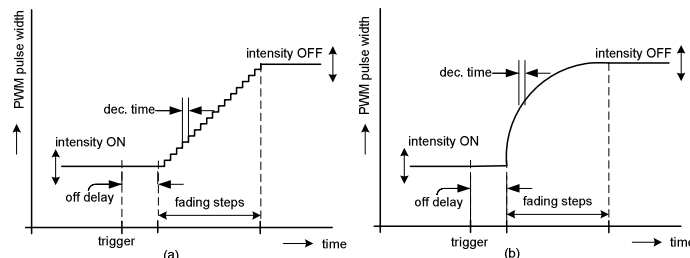 PWM pulse width
intensity OFF
dec. time
intensity ON
off delay
fading steps
trigger
time
(a)
PWM pulse width
intensity OFF
dec. time
intensity ON
off delay
fading steps
trigger
time
(b)